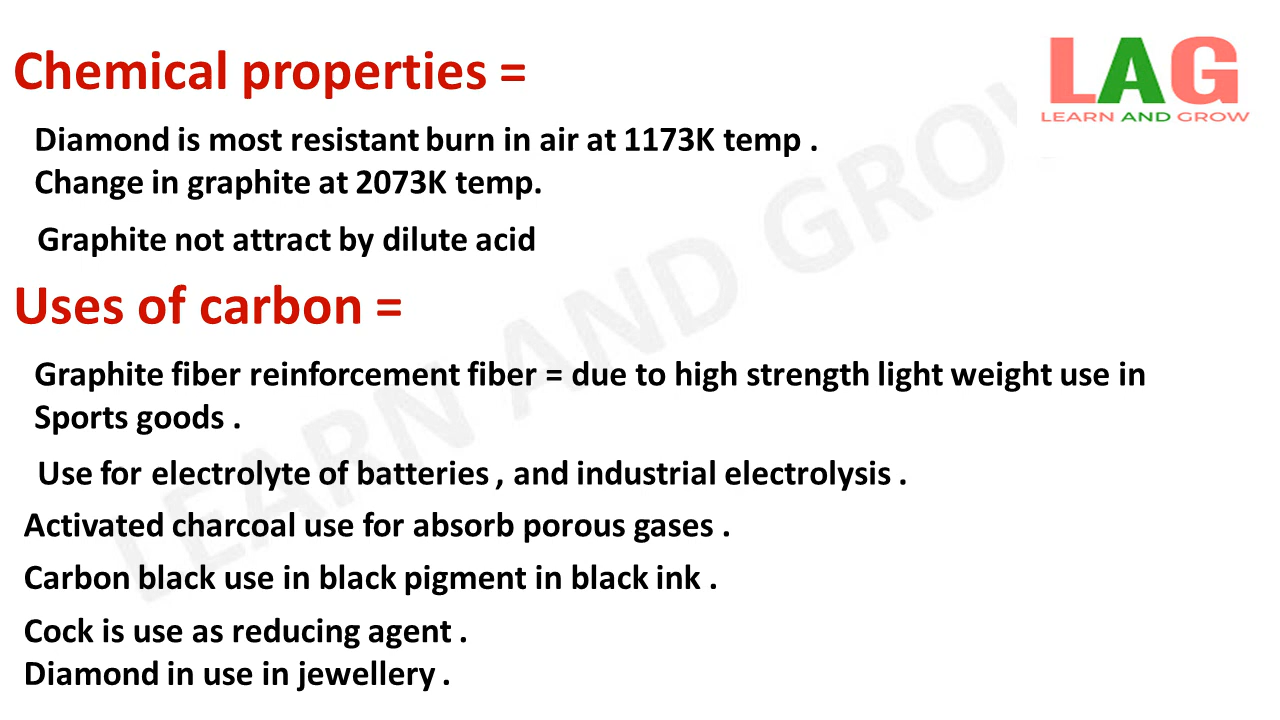 LAG
LEARN AND GROW
Chemical properties =
Diamond is most resistant burn in air at 1173K temp .
Change in graphite at 2073K temp.
Graphite not attract by dilute acid
Uses of carbon =
Graphite fiber reinforcement fiber = due to high strength light weight use in
Sports goods .
Use for electrolyte of batteries , and industrial electrolysis .
Activated charcoal use for absorb porous gases .
Carbon black use in black pigment in black ink .
Cock is use as reducing agent .
Diamond in use in jewellery .
LEARN AND GROW